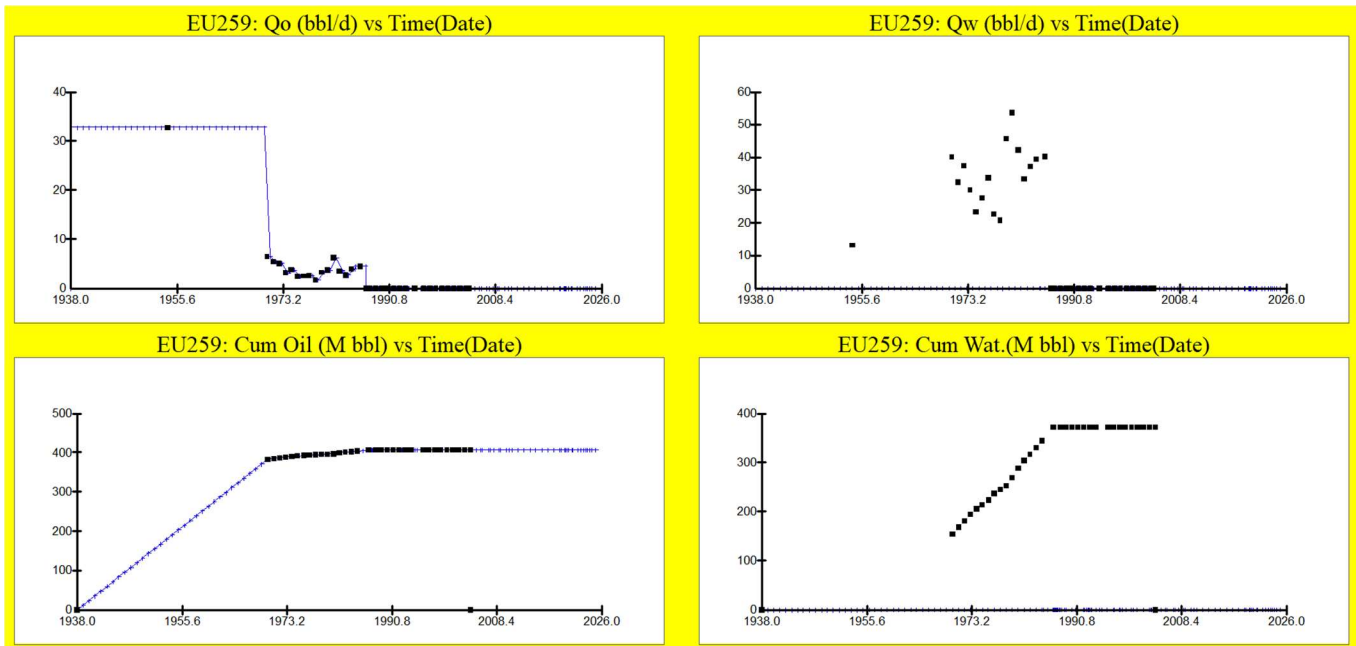 EU259: Qo (bbl/d) vs Time(Date)
40
30
20
10
0
1938.0 1955.6 1973.2 1990.8 2008.4 2026.0
EU259: Qw (bbl/d) vs Time(Date)
60
50
40
30
20
10
0
1938.0 1955.6 1973.2 1990.8 2008.4 2026.0
EU259: Cum Oil (M bbl) vs Time(Date)
500
400
300
200
100
0
1938.0 1955.6 1973.2 1990.8 2008.4 2026.0
EU259: Cum Wat.(M bbl) vs Time(Date)
400
300
200
100
0
1938.0 1955.6 1973.2 1990.8 2008.4 2026.0